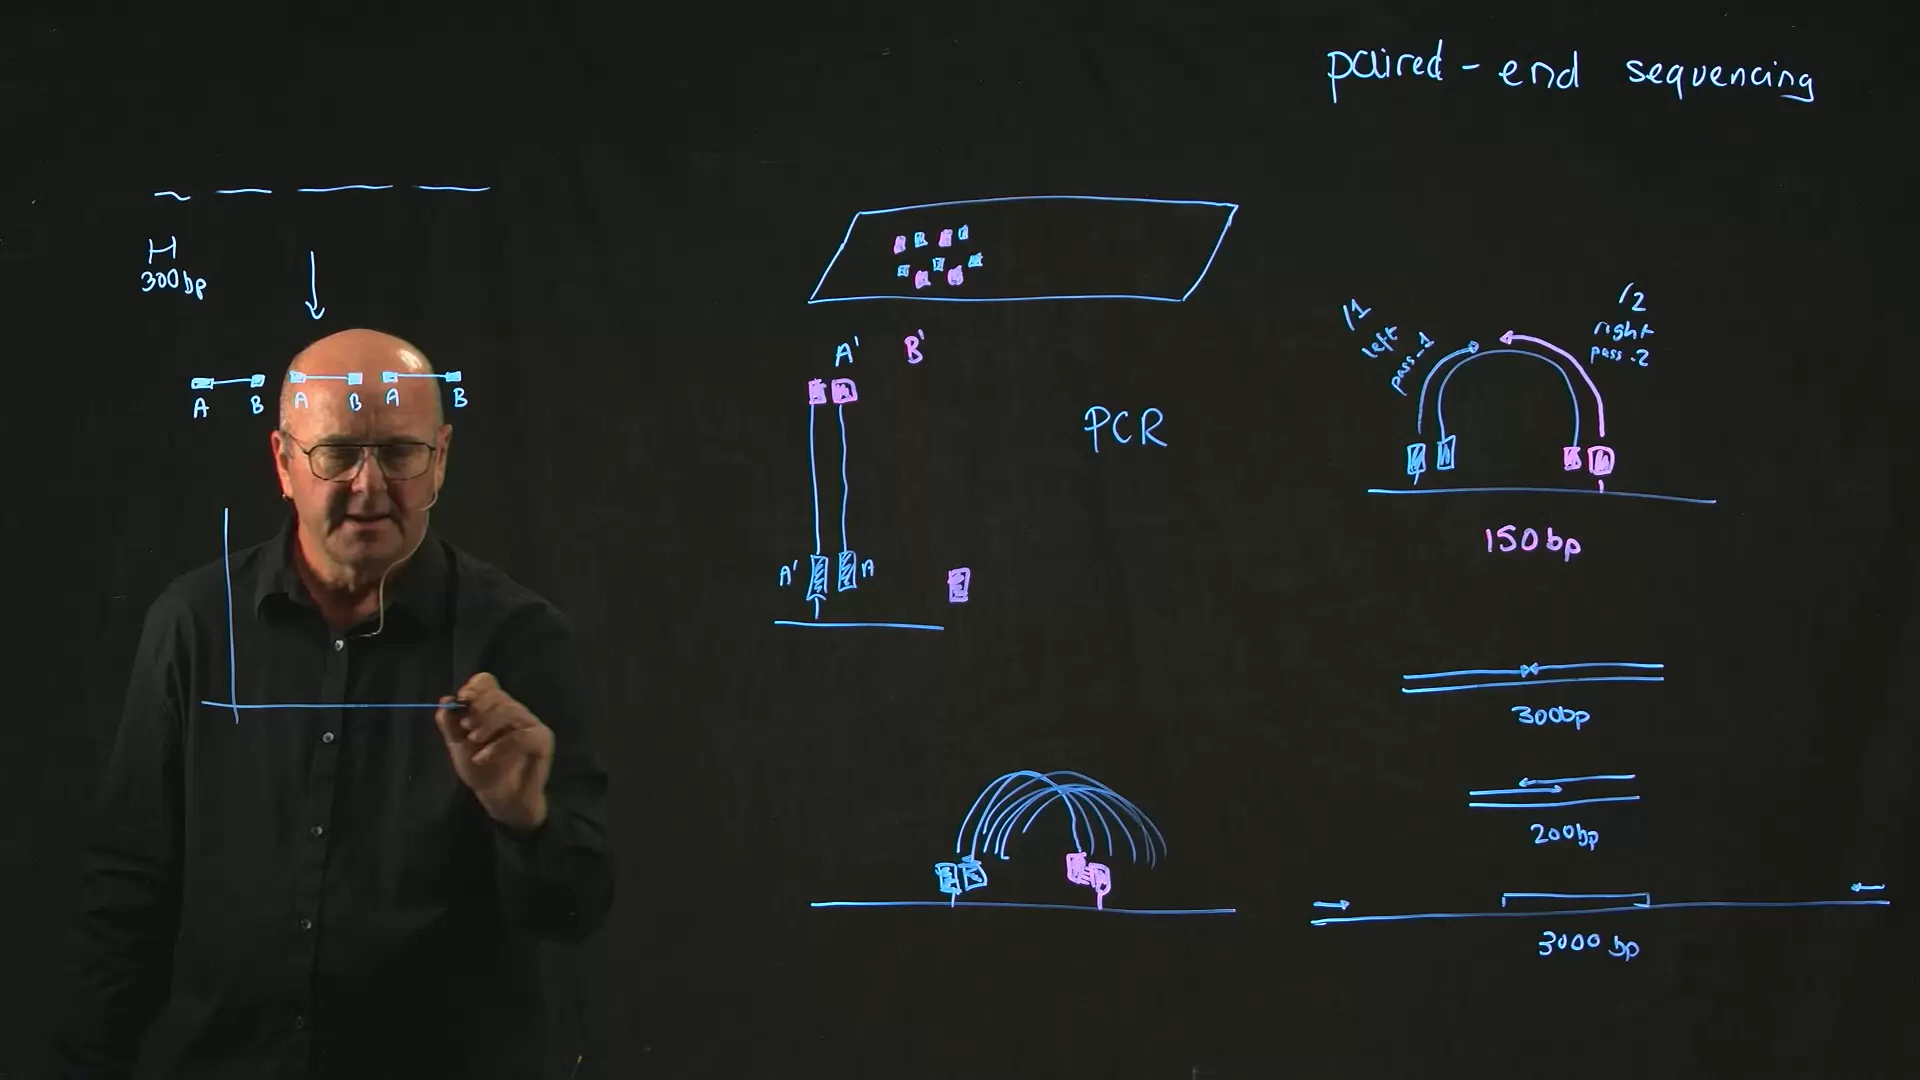 paired-end sequencing
300bp
A B A B A B
A' B'
A' A
PCR
/1
left
pass-1
/2
right
pass-2
150bp
300bp
200bp
3000 bp